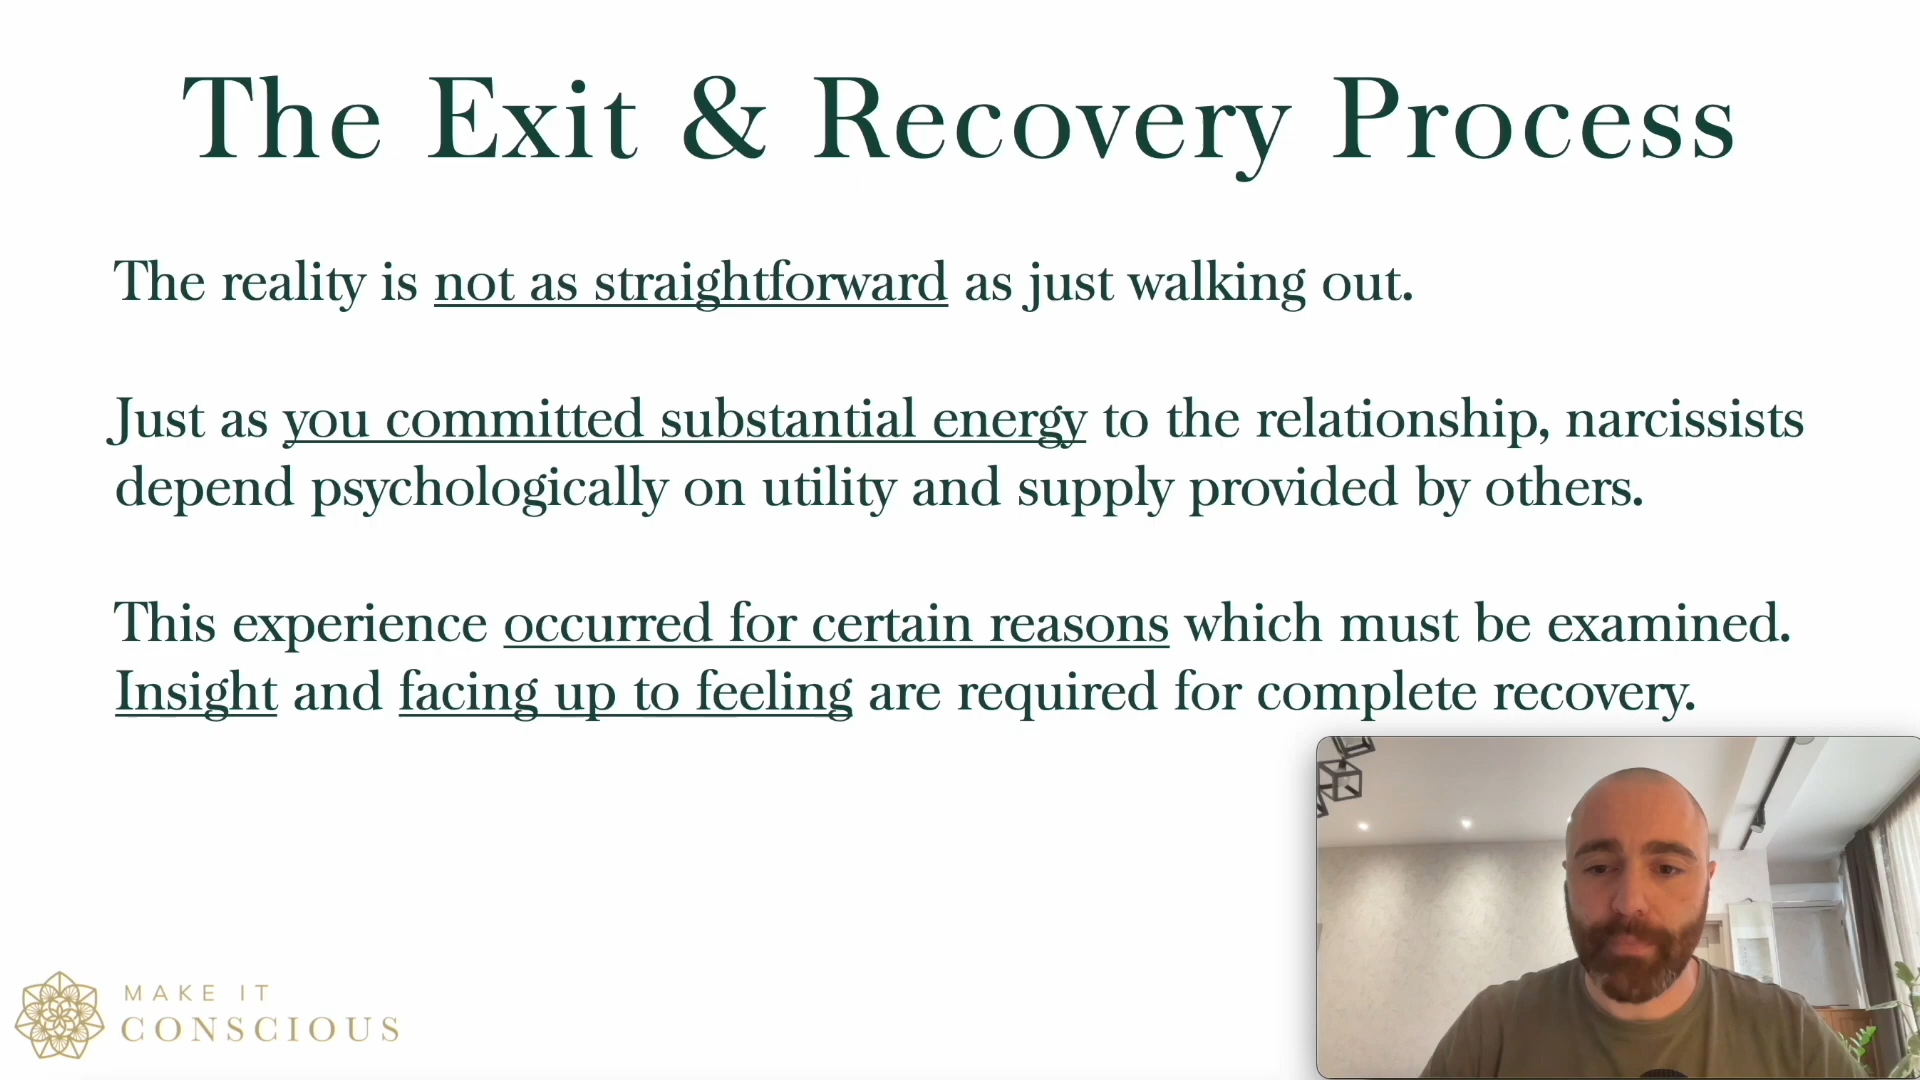 The Exit & Recovery Process
The reality is not as straightforward as just walking out.
Just as you committed substantial energy to the relationship, narcissists
depend psychologically on utility and supply provided by others.
This experience occurred for certain reasons which must be examined.
Insight and facing up to feeling are required for complete recovery.
MAKE IT
CONSCIOUS